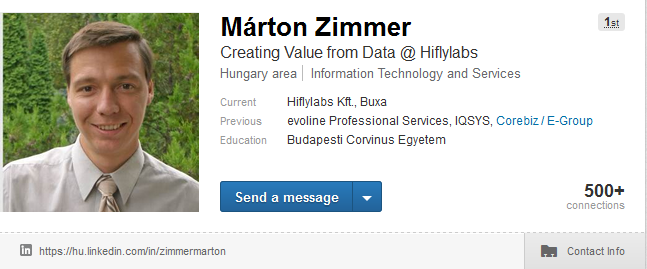 Márton Zimmer
1st
Creating Value from Data @ Hiflylabs
Hungary area | Information Technology and Services
Current Hiflylabs Kft., Buxa
Previous evoline Professional Services, IQSYS, Corebiz / E-Group
Education Budapesti Corvinus Egyetem
Send a message
500+
connections
in https://hu.linkedin.com/in/zimmermarton
Contact Info